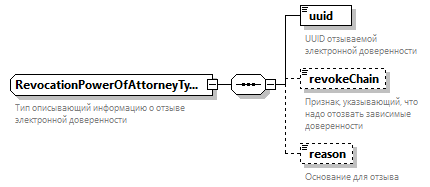 uuid
UUID отзываемой
электронной доверенности
RevocationPowerOfAttorneyTy...
Тип описывающий информацию о отзыве
электронной доверенности
revokeChain
Признак, указывающий, что
надо отозвать зависимые
доверенности
reason
Основание для отзыва